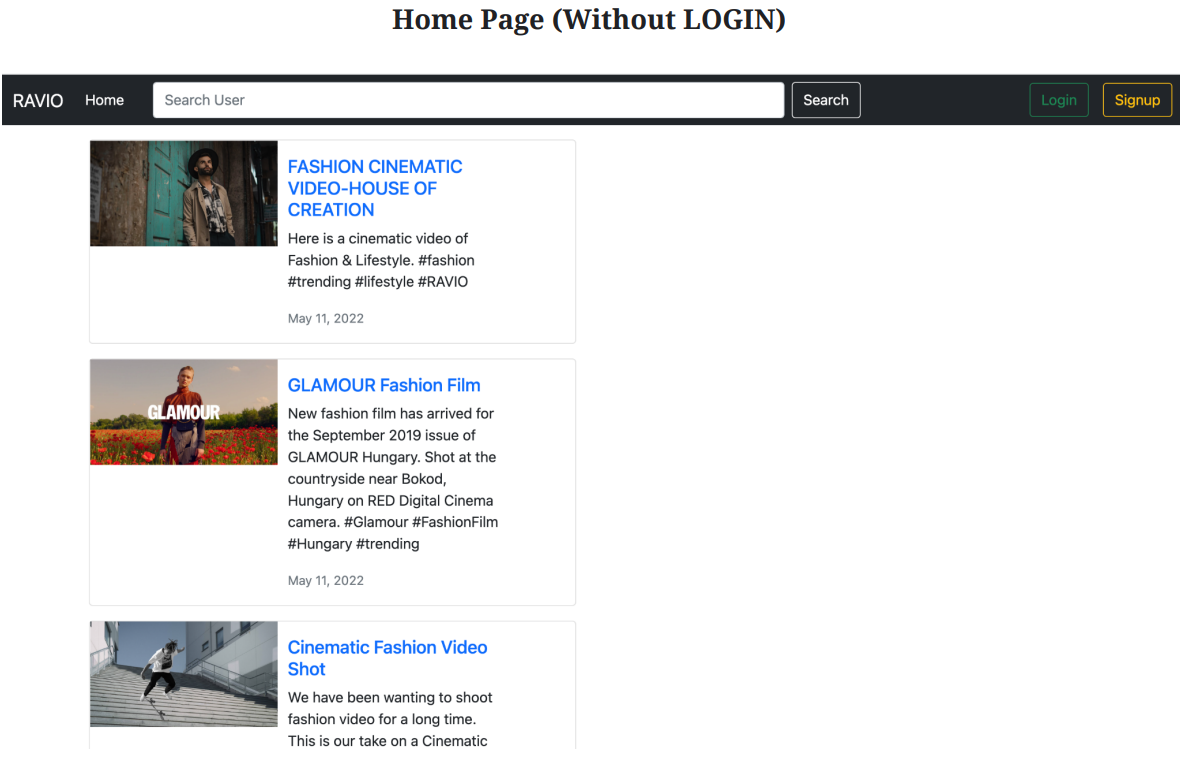 Home Page (Without LOGIN)
RAVIO Home Search User Search Login Signup
FASHION CINEMATIC
VIDEO-HOUSE OF
CREATION
Here is a cinematic video of
Fashion & Lifestyle. #fashion
#trending #lifestyle #RAVIO
May 11, 2022
GLAMOUR
GLAMOUR Fashion Film
New fashion film has arrived for
the September 2019 issue of
GLAMOUR Hungary. Shot at the
countryside near Bokod,
Hungary on RED Digital Cinema
camera. #Glamour #FashionFilm
#Hungary #trending
May 11, 2022
Cinematic Fashion Video
Shot
We have been wanting to shoot
fashion video for a long time.
This is our take on a Cinematic